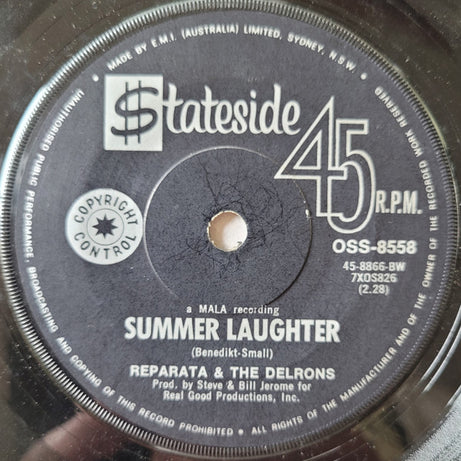 MADE BY E.M.I. (AUSTRALIA) LIMITED, SYDNEY, N.S.W. • ALL RIGHTS OF THE MANUFACTURER AND OF THE OWNER OF THE RECORDED WORK RESERVED
UNAUTHORISED PUBLIC PERFORMANCE, BROADCASTING AND COPYING OF THIS RECORD PROHIBITED
$tateside
45 R.P.M.
COPYRIGHT
CONTROL
OSS-8558
45-8866-BW
7XOS826
(2.28)
a MALA recording
SUMMER LAUGHTER
(Benedikt-Small)
REPARATA & THE DELRONS
Prod. by Steve & Bill Jerome for
Real Good Productions, Inc.